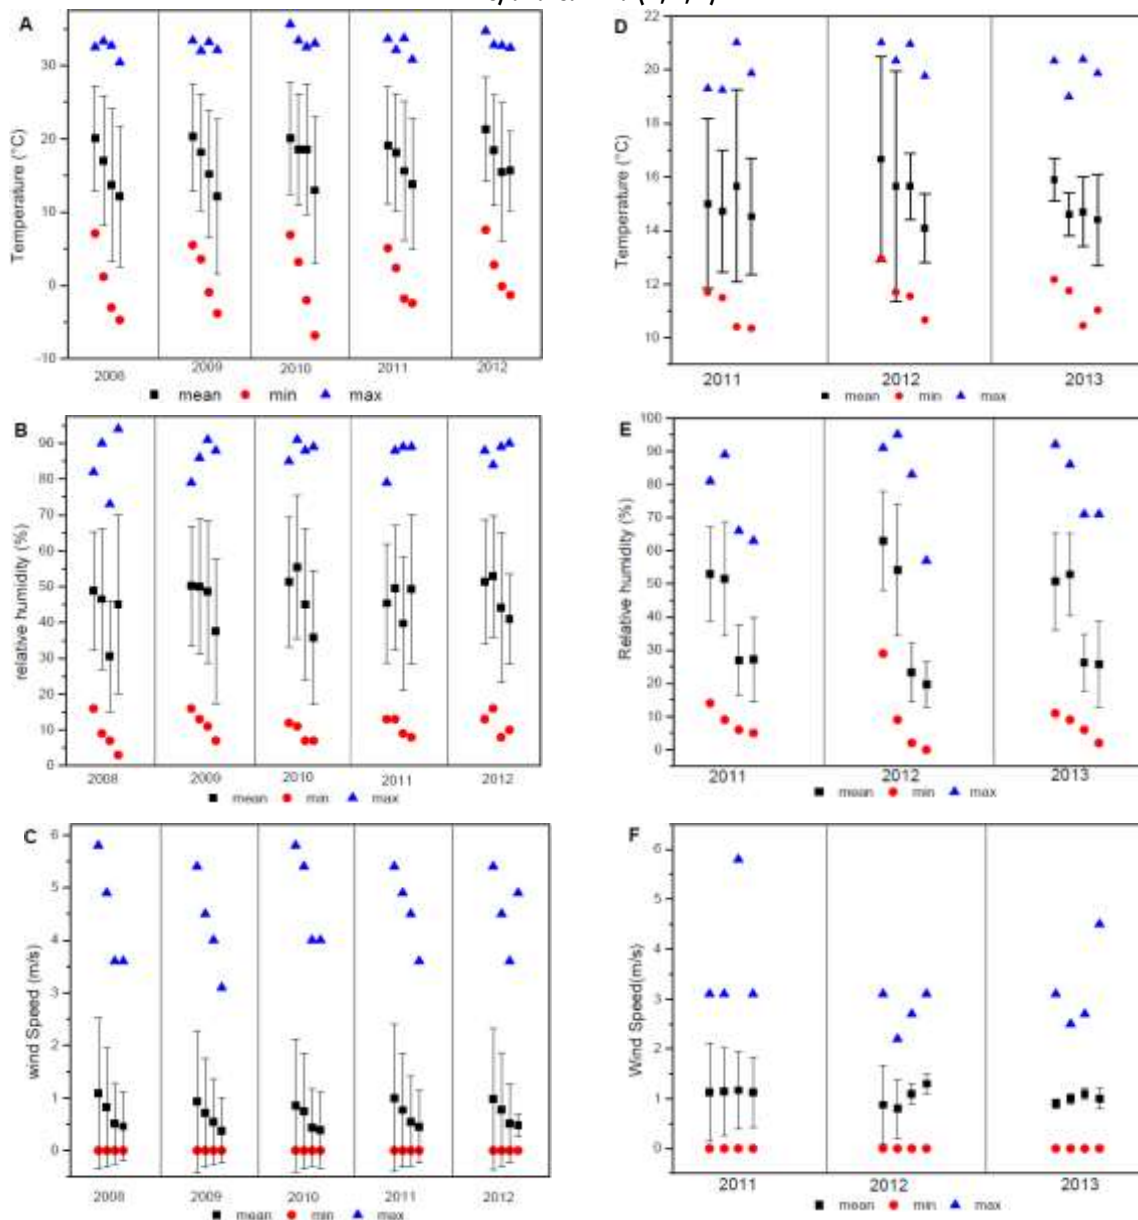 A
Temperature (°C)
30
20
10
0
-10
2008 2009 2010 2011 2012
mean min max
D
Temperature (°C)
22
20
18
16
14
12
10
2011 2012 2013
mean min max
B
relative humidity (%)
90
80
70
60
50
40
30
20
10
0
2008 2009 2010 2011 2012
mean min max
E
Relative humidity (%)
100
90
80
70
60
50
40
30
20
10
0
2011 2012 2013
mean min max
C
wind Speed (m/s)
6
5
4
3
2
1
0
2008 2009 2010 2011 2012
mean min max
F
Wind Speed(m/s)
6
5
4
3
2
1
0
2011 2012 2013
mean min max